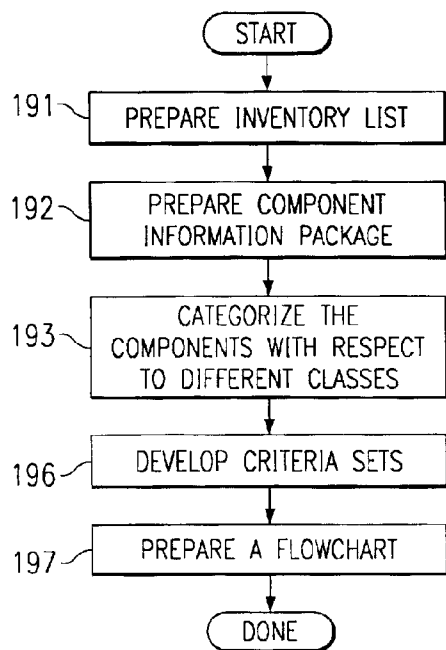 START
191
PREPARE INVENTORY LIST
192
PREPARE COMPONENT
INFORMATION PACKAGE
193
CATEGORIZE THE
COMPONENTS WITH RESPECT
TO DIFFERENT CLASSES
196
DEVELOP CRITERIA SETS
197
PREPARE A FLOWCHART
DONE